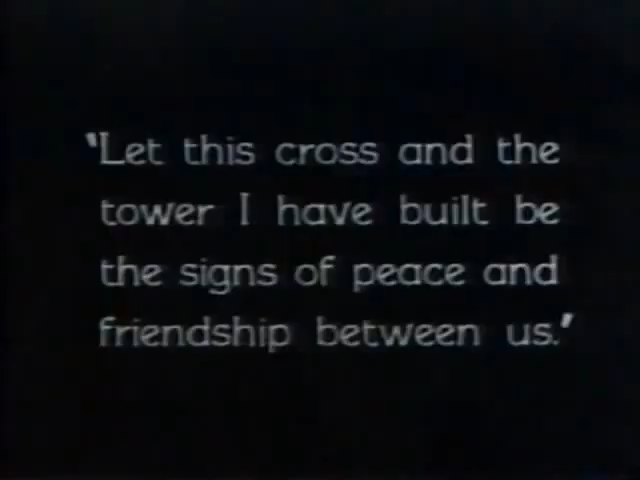 'Let this cross and the
tower I have built be
the signs of peace and
friendship between us.'